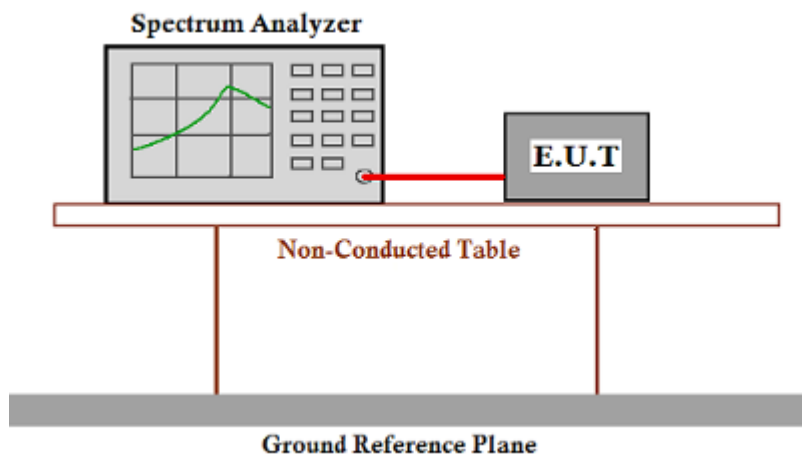 Spectrum Analyzer
E.U.T
Non-Conducted Table
Ground Reference Plane